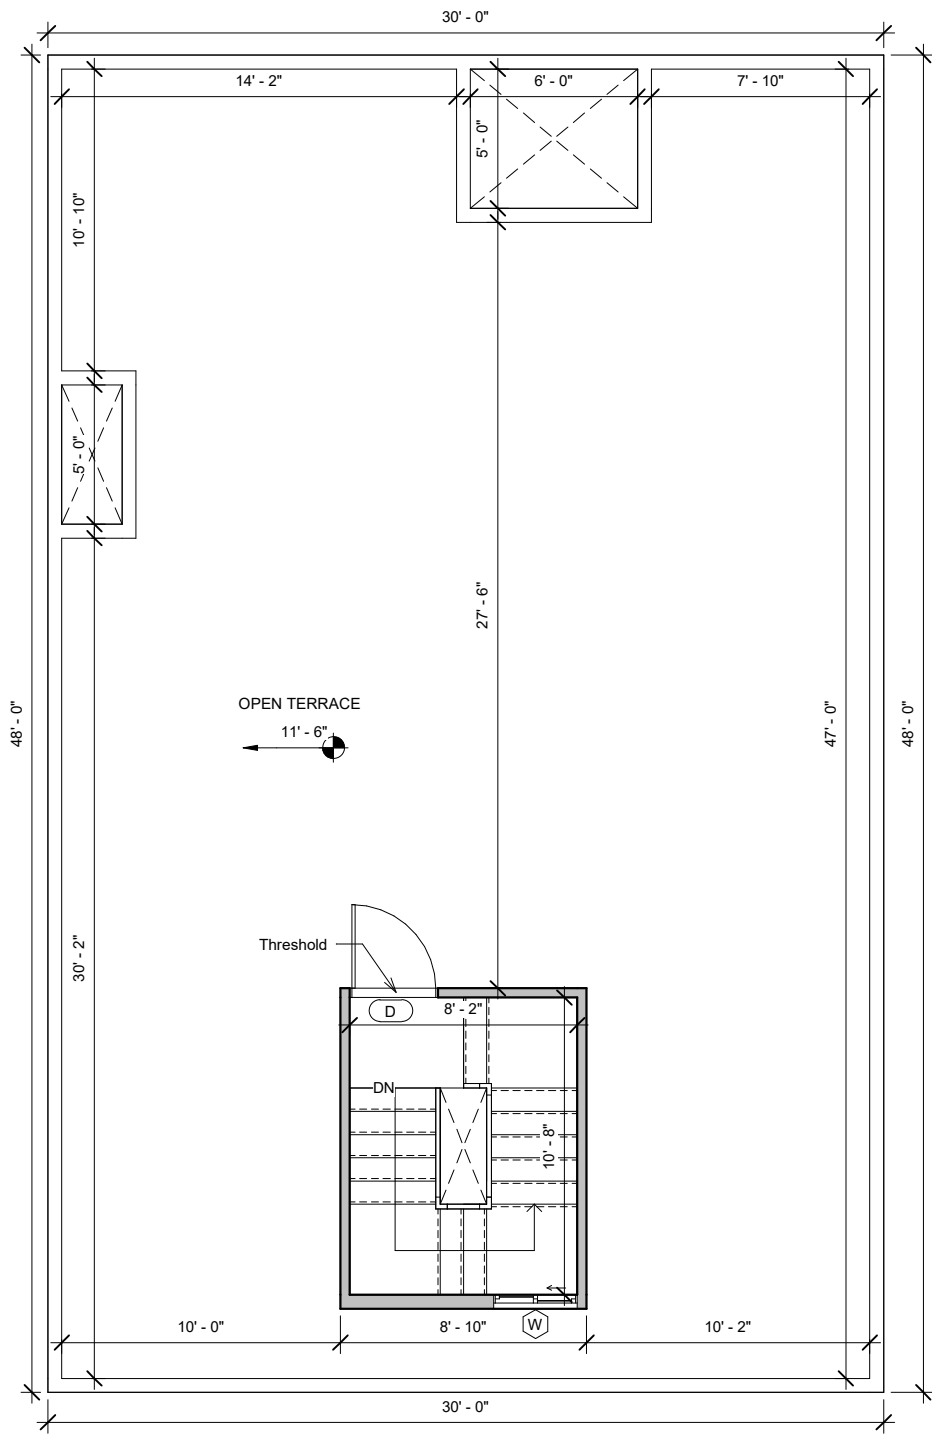 30' - 0"
14' - 2"
6' - 0"
7' - 10"
5' - 0"
10' - 10"
5' - 0"
27' - 6"
48' - 0"
OPEN TERRACE
11' - 6"
47' - 0"
48' - 0"
30' - 2"
Threshold
D
8' - 2"
DN
10' - 8"
W
10' - 0"
8' - 10"
10' - 2"
30' - 0"